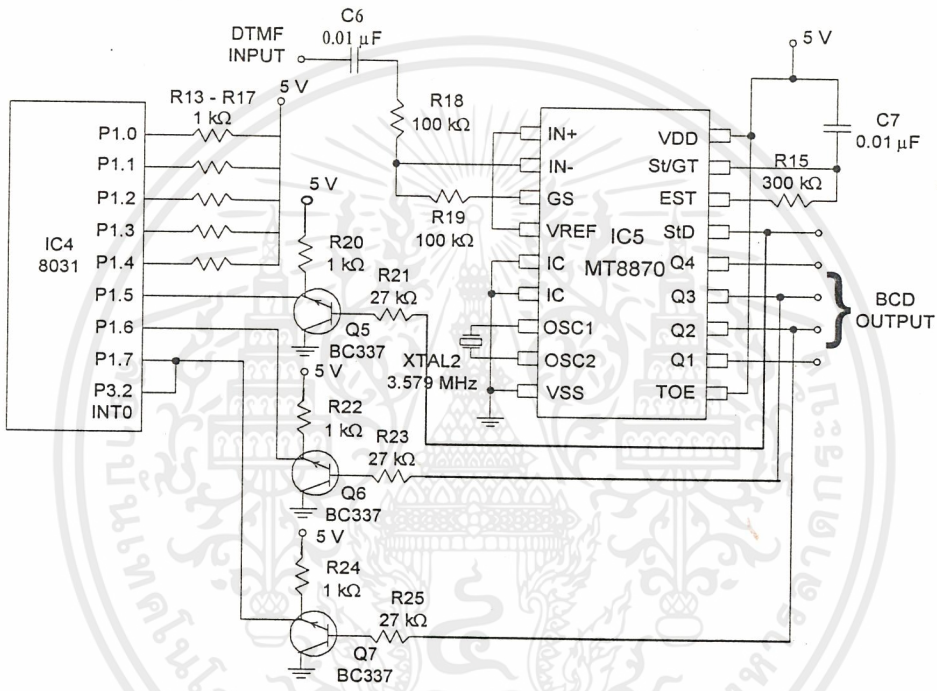 DTMF
INPUT
C6
0.01 µF
5 V
R13 - R17
1 kΩ
IC4
8031
P1.0
P1.1
P1.2
P1.3
P1.4
P1.5
P1.6
P1.7
P3.2
INT0
R18
100 kΩ
R19
100 kΩ
5 V
R20
1 kΩ
R21
27 kΩ
Q5
BC337
5 V
R22
1 kΩ
R23
27 kΩ
Q6
BC337
5 V
R24
1 kΩ
R25
27 kΩ
Q7
BC337
XTAL2
3.579 MHz
IN+
IN-
GS
VREF
IC
IC
OSC1
OSC2
VSS
IC5
MT8870
VDD
St/GT
EST
StD
Q4
Q3
Q2
Q1
TOE
5 V
C7
0.01 µF
R15
300 kΩ
BCD
OUTPUT